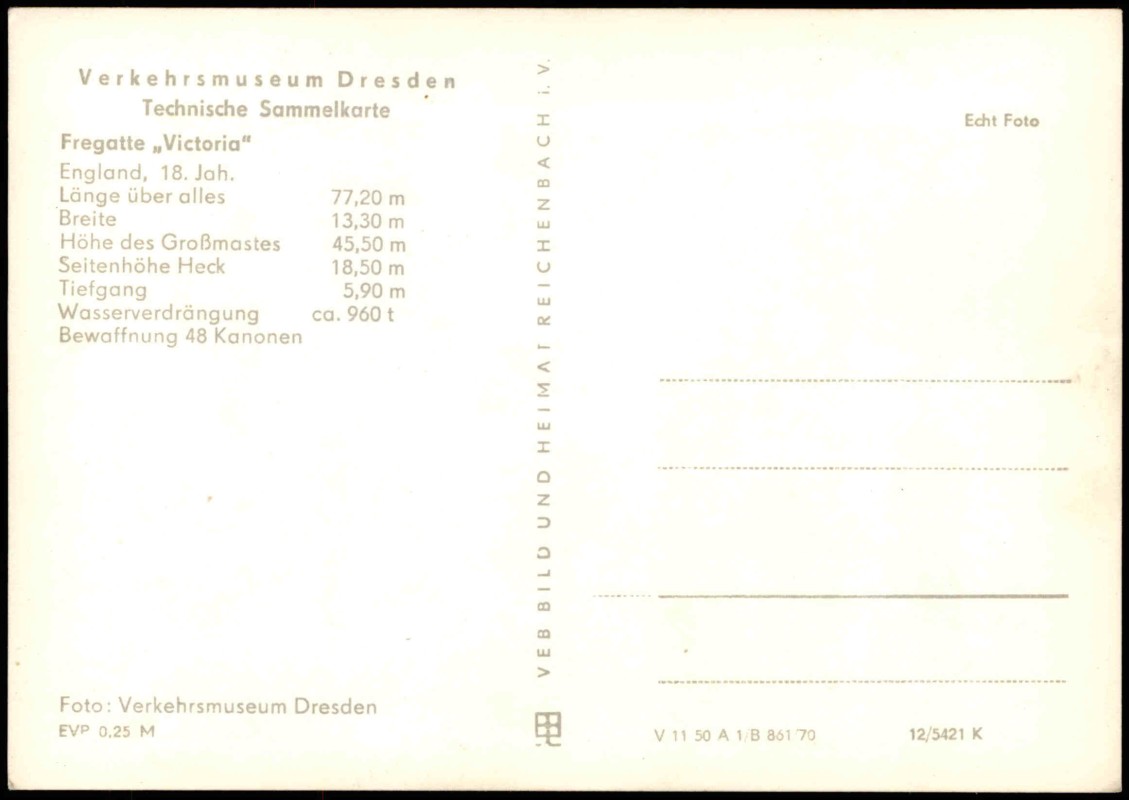 Verkehrsmuseum Dresden
Technische Sammelkarte
Fregatte „Victoria“
England, 18. Jah.
Länge über alles 77,20 m
Breite 13,30 m
Höhe des Großmastes 45,50 m
Seitenhöhe Heck 18,50 m
Tiefgang 5,90 m
Wasserverdrängung ca. 960 t
Bewaffnung 48 Kanonen
Foto: Verkehrsmuseum Dresden
EVP 0,25 M
VEB BILD UND HEIMAT REICHENBACH i. V.
Echt Foto
V 11 50 A 1/B 861 70 12/5421 K